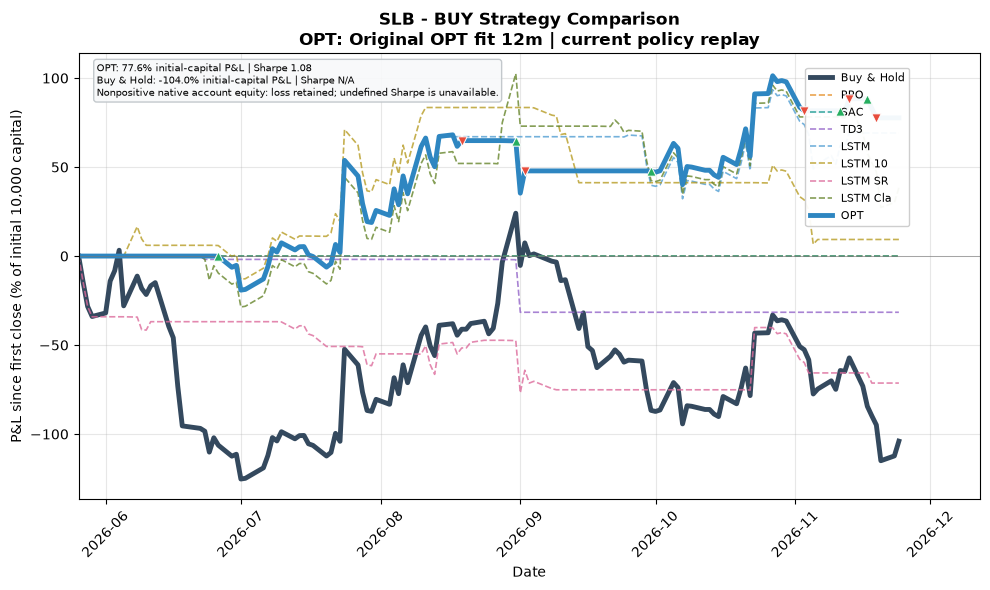 SLB - BUY Strategy Comparison
OPT: Original OPT fit 12m | current policy replay
OPT: 77.6% initial-capital P&L | Sharpe 1.08
Buy & Hold: -104.0% initial-capital P&L | Sharpe N/A
Nonpositive native account equity: loss retained; undefined Sharpe is unavailable.
Buy & Hold
PPO
SAC
TD3
LSTM
LSTM 10
LSTM SR
LSTM Cla
OPT
P&L since first close (% of initial 10,000 capital)
100
50
0
−50
−100
2026-06
2026-07
2026-08
2026-09
2026-10
2026-11
2026-12
Date